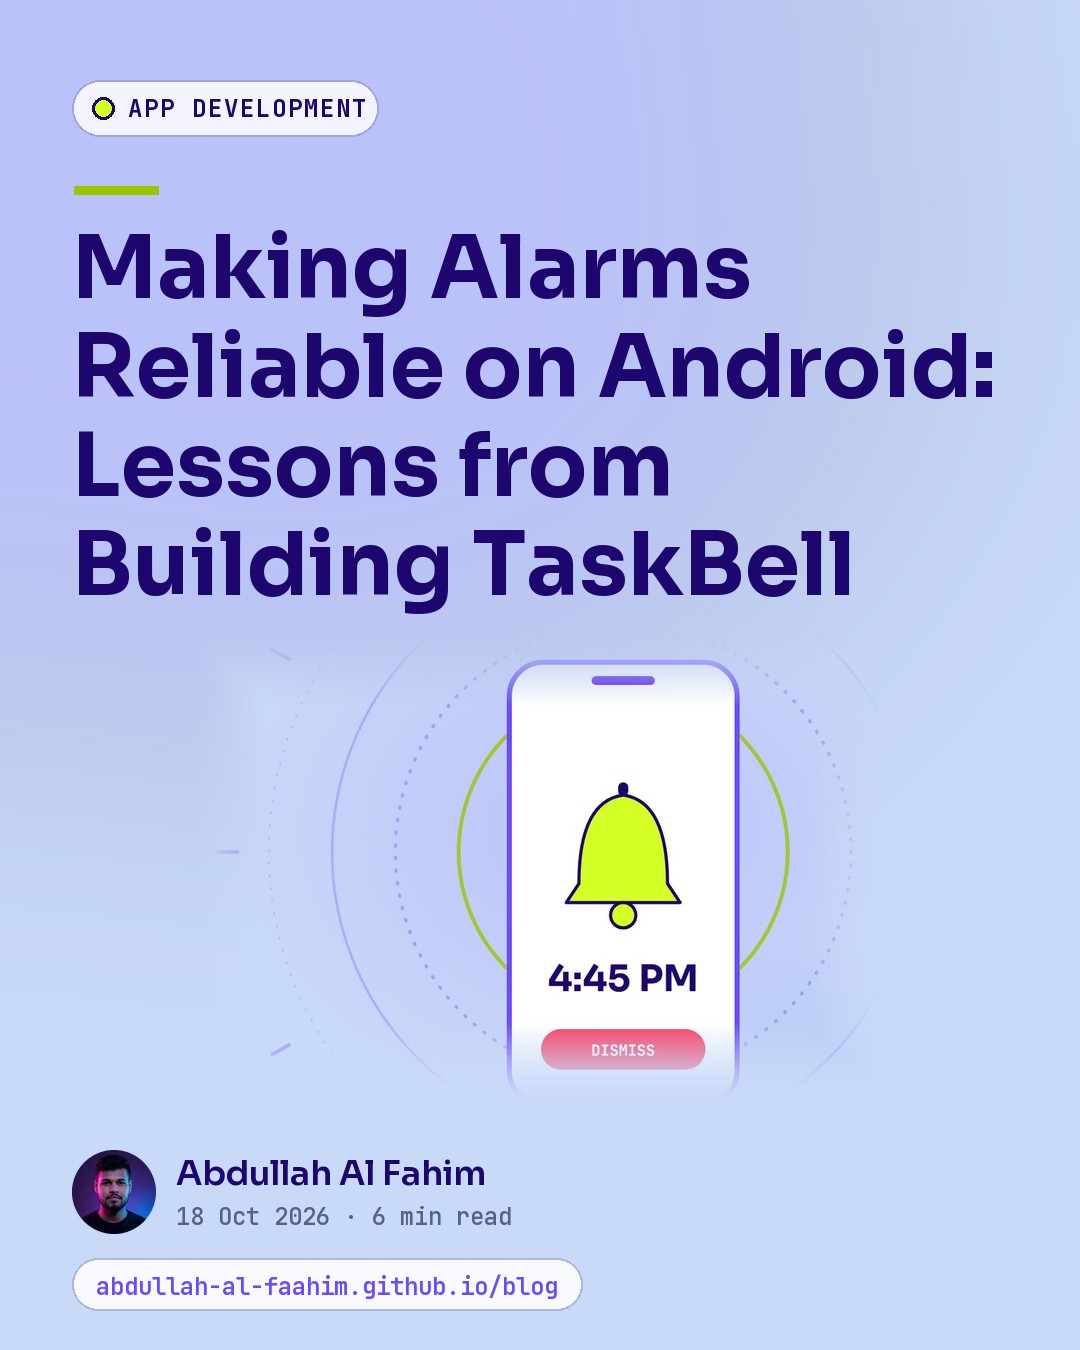 APP DEVELOPMENT
Making Alarms
Reliable on Android:
Lessons from
Building TaskBell
4:45 PM
DISMISS
Abdullah Al Fahim
18 Oct 2026 · 6 min read
abdullah-al-faahim.github.io/blog